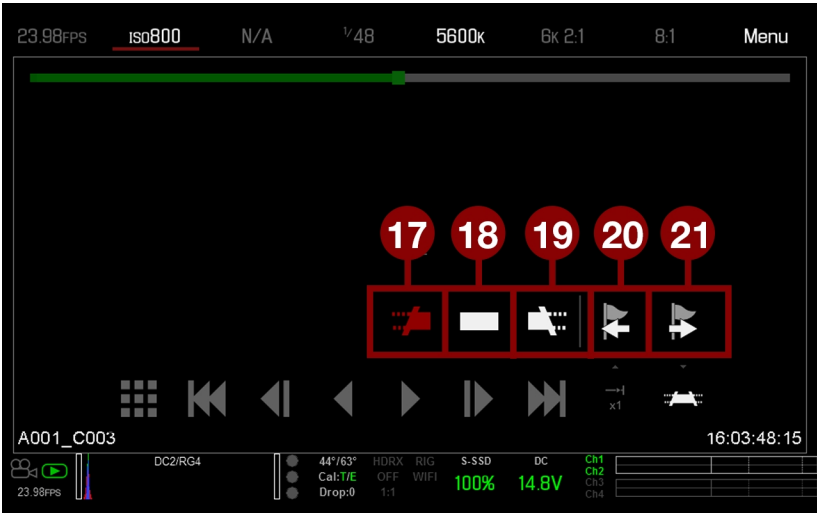 23.98FPS ISO800 N/A 1/48 5600K 6K 2:1 8:1 Menu
17 18 19 20 21
x1
A001_C003 16:03:48:15
DC2/RG4 44°/63° HDRX RIG S-SSD DC Ch1
Cal:T/E OFF WIFI 100% 14.8V Ch2
23.98FPS Drop:0 1:1 Ch3
Ch4